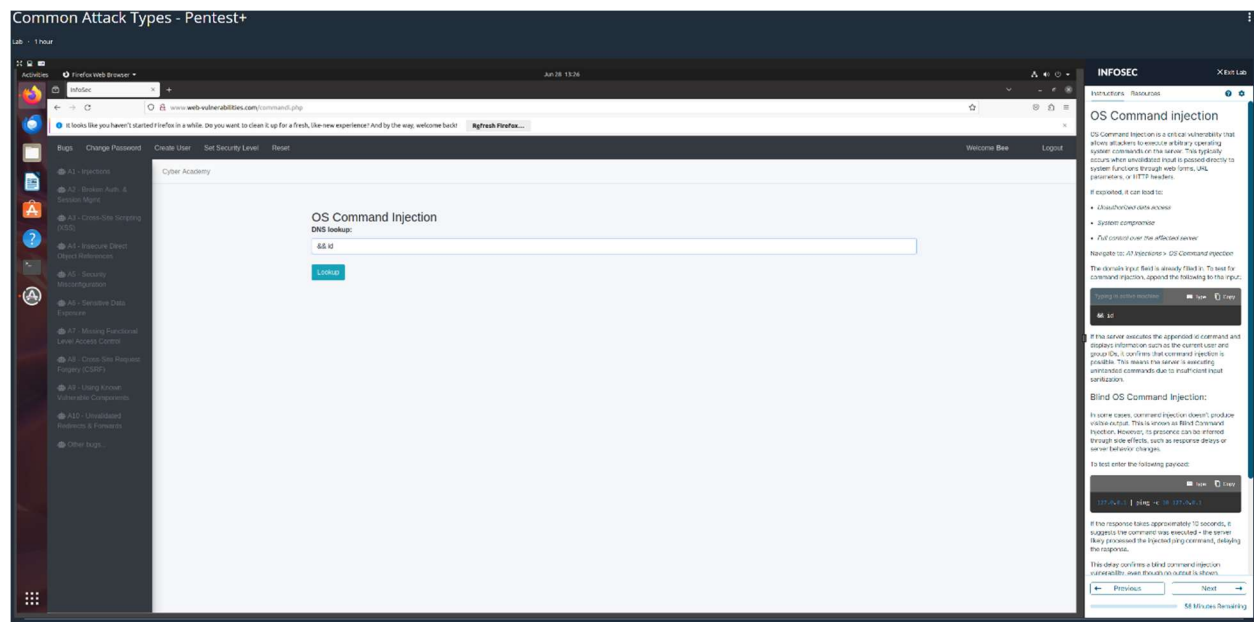 Common Attack Types - Pentest+
Lab · 1 hour
Activities
Firefox Web Browser
Jun 28 13:26
InfoSec
www.web-vulnerabilities.com/commandi.php
It looks like you haven't started Firefox in a while. Do you want to clean it up for a fresh, like-new experience? And by the way, welcome back!
Refresh Firefox...
Bugs Change Password Create User Set Security Level Reset Welcome Bee Logout
A1 - Injections
A2 - Broken Auth. &
Session Mgmt
A3 - Cross-Site Scripting
(XSS)
A4 - Insecure Direct
Object References
A5 - Security
Misconfiguration
A6 - Sensitive Data
Exposure
A7 - Missing Functional
Level Access Control
A8 - Cross Site Request
Forgery (CSRF)
A9 - Using Known
Vulnerable Components
A10 - Unvalidated
Redirects & Forwards
Other bugs...
Cyber Academy
OS Command Injection
DNS lookup:
&& id
Lookup
INFOSEC
Exit Lab
Instructions Resources
OS Command injection
OS Command Injection is a critical vulnerability that
allows attackers to execute arbitrary operating
system commands on the server. This typically
occurs when unvalidated input is passed directly to
system functions through web forms, URL
parameters, or HTTP headers.
If exploited, it can lead to:
• Unauthorized data access
• System compromise
• Full control over the affected server
Navigate to: A1 Injections > OS Command Injection
The domain input field is already filled in. To test for
command injection, append the following to the input:
Typing in active machine
Type Copy
&& id
If the server executes the appended id command and
displays information such as the current user and
group IDs, it confirms that command injection is
possible. This means the server is executing
unintended commands due to insufficient input
sanitization.
Blind OS Command Injection:
In some cases, command injection doesn't produce
visible output. This is known as Blind Command
Injection. However, its presence can be inferred
through side effects, such as response delays or
server behavior changes.
To test enter the following payload:
Type Copy
127.0.0.1 | ping -c 10 127.0.0.1
If the response takes approximately 10 seconds, it
suggests the command was executed - the server
likely processed the injected ping command, delaying
the response.
This delay confirms a blind command injection
vulnerability, even though no output is shown.
Previous
Next
58 Minutes Remaining